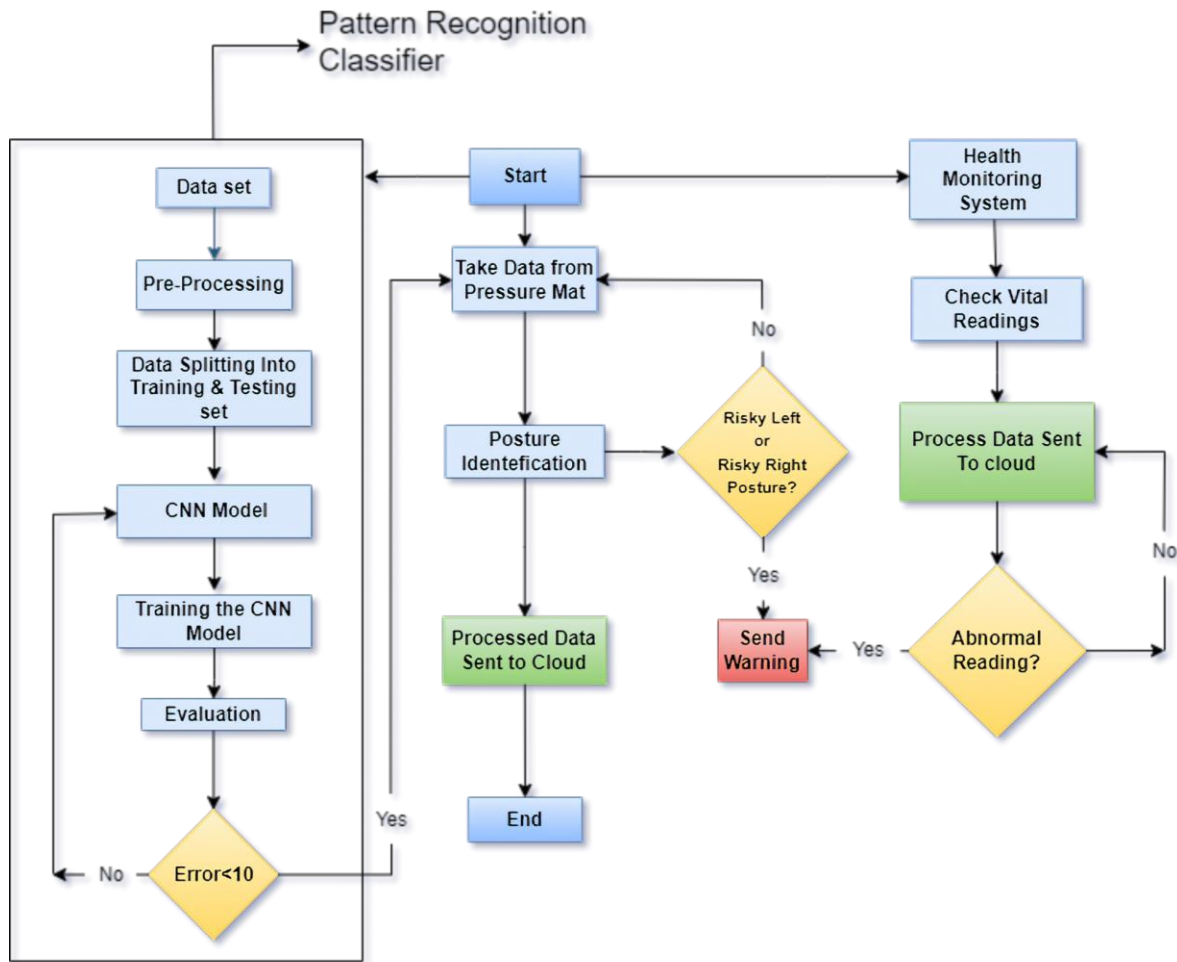 Pattern Recognition
Classifier
Data set
Pre-Processing
Data Splitting Into
Training & Testing
set
CNN Model
Training the CNN
Model
Evaluation
Error<10
No
Yes
Start
Take Data from
Pressure Mat
Posture
Identefication
Processed Data
Sent to Cloud
End
No
Risky Left
or
Risky Right
Posture?
Yes
Send
Warning
Health
Monitoring
System
Check Vital
Readings
Process Data Sent
To cloud
Abnormal
Reading?
Yes
No